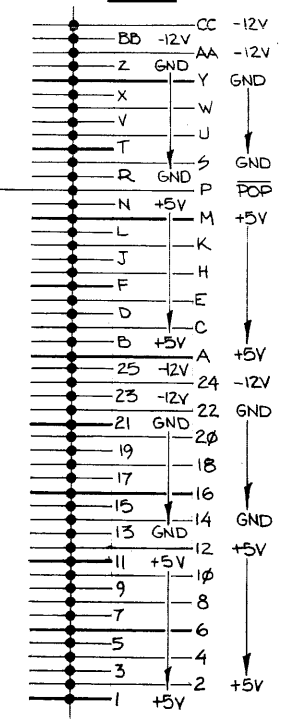 CC -12V
BB -12V
AA -12V
Z GND
Y GND
X
W
V
U
T
S GND
R GND
P POP
N +5V
M +5V
L
K
J
H
F
E
D
C
B +5V
A +5V
25 -12V
24 -12V
23 -12V
22 GND
21 GND
20
19
18
17
16
15
14 GND
13 GND
12 +5V
11 +5V
10
9
8
7
6
5
4
3
2 +5V
1 +5V